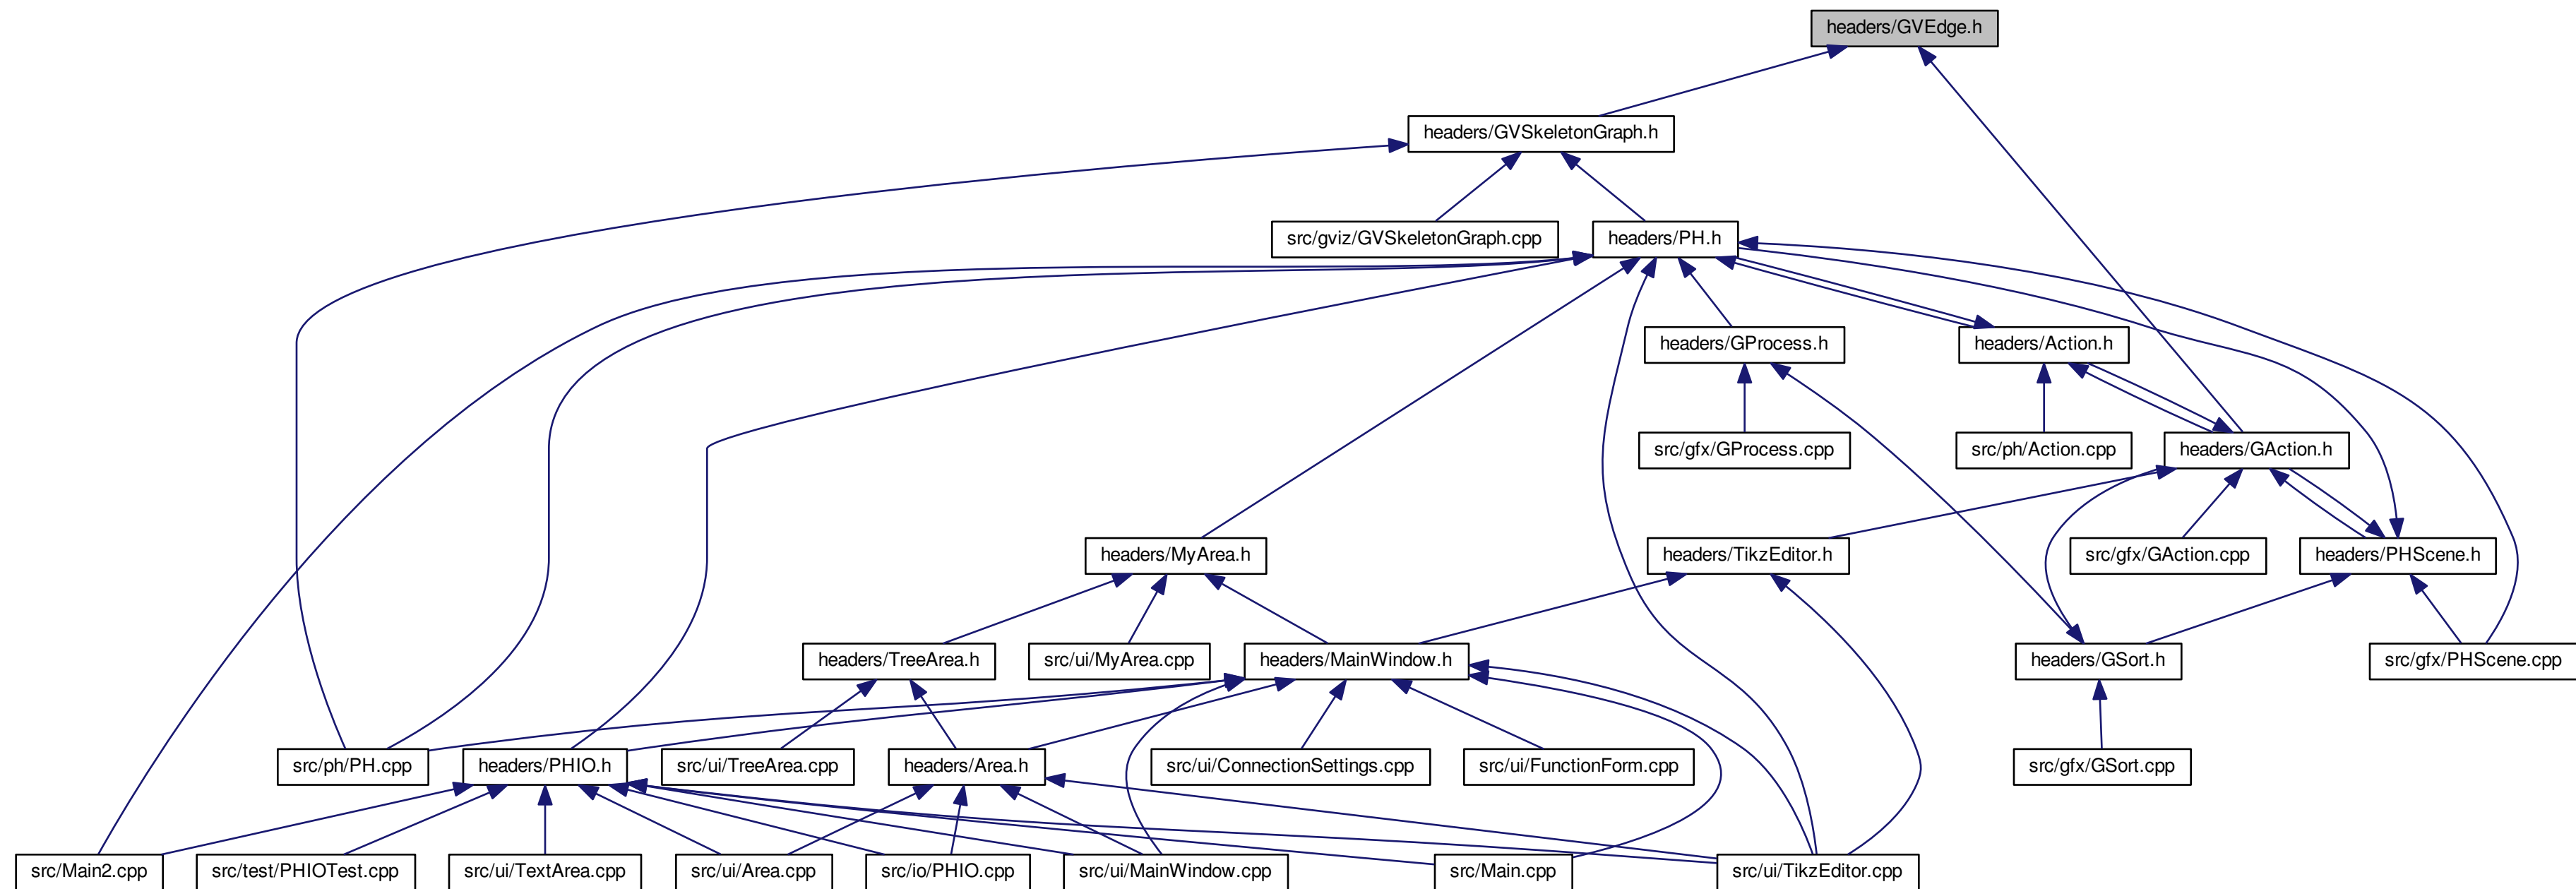 headers/GVEdge.h
headers/GVSkeletonGraph.h
src/gviz/GVSkeletonGraph.cpp
headers/PH.h
headers/GProcess.h
headers/Action.h
src/gfx/GProcess.cpp
src/ph/Action.cpp
headers/GAction.h
headers/MyArea.h
headers/TikzEditor.h
src/gfx/GAction.cpp
headers/PHScene.h
headers/TreeArea.h
src/ui/MyArea.cpp
headers/MainWindow.h
headers/GSort.h
src/gfx/PHScene.cpp
src/ph/PH.cpp
headers/PHIO.h
src/ui/TreeArea.cpp
headers/Area.h
src/ui/ConnectionSettings.cpp
src/ui/FunctionForm.cpp
src/gfx/GSort.cpp
src/Main2.cpp
src/test/PHIOTest.cpp
src/ui/TextArea.cpp
src/ui/Area.cpp
src/io/PHIO.cpp
src/ui/MainWindow.cpp
src/Main.cpp
src/ui/TikzEditor.cpp